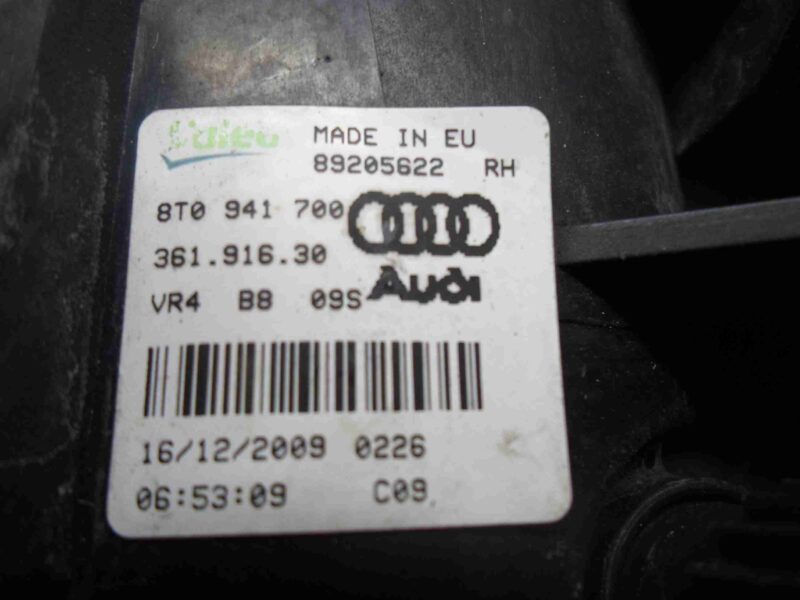 Valeo MADE IN EU
89205622 RH
8T0 941 700
361.916.30
VR4 B8 09S Audi
16/12/2009 0226
06:53:09 C09